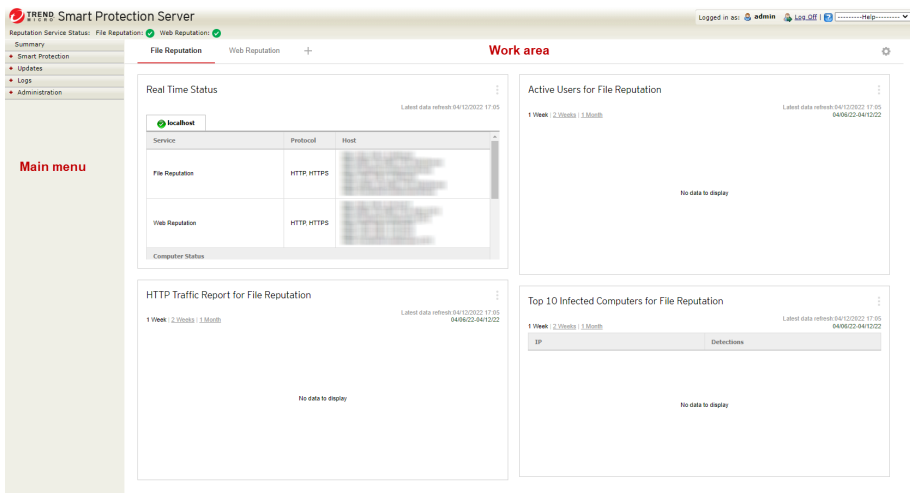 TREND MICRO Smart Protection Server
Logged in as: admin Log Off | ? ----------Help----------
Reputation Service Status: File Reputation: Web Reputation:
Summary
Smart Protection
Updates
Logs
Administration
Main menu
File Reputation Web Reputation + Work area
Real Time Status
Latest data refresh:04/12/2022 17:05
localhost
Service Protocol Host
File Reputation HTTP, HTTPS
Web Reputation HTTP, HTTPS
Computer Status
Active Users for File Reputation
Latest data refresh:04/12/2022 17:05
1 Week | 2 Weeks | 1 Month 04/06/22-04/12/22
No data to display
HTTP Traffic Report for File Reputation
Latest data refresh:04/12/2022 17:05
1 Week | 2 Weeks | 1 Month 04/06/22-04/12/22
No data to display
Top 10 Infected Computers for File Reputation
Latest data refresh:04/12/2022 17:05
1 Week | 2 Weeks | 1 Month 04/06/22-04/12/22
IP Detections
No data to display